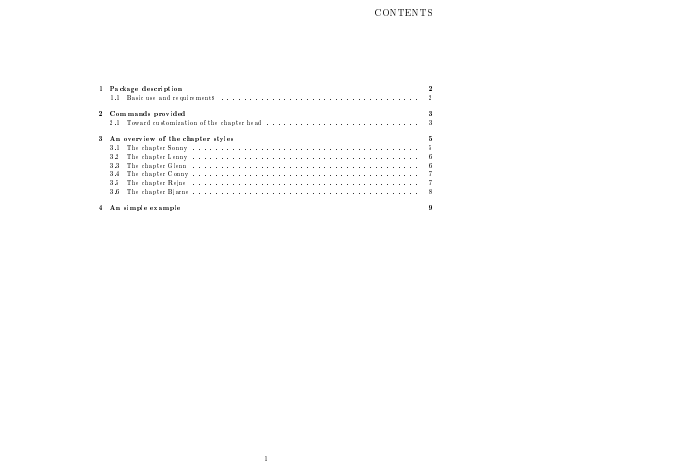 CONTENTS
1 Package description 2
1.1 Basic use and requirements . . . . . . . . . . . . . . . . . . . . . . . . . . . . . . . . . 2
2 Commands provided 3
2.1 Toward customization of the chapter head . . . . . . . . . . . . . . . . . . . . . . . . . 3
3 An overview of the chapter styles 5
3.1 The chapter Sonny . . . . . . . . . . . . . . . . . . . . . . . . . . . . . . . . . . . . . 5
3.2 The chapter Lenny . . . . . . . . . . . . . . . . . . . . . . . . . . . . . . . . . . . . . 6
3.3 The chapter Glenn . . . . . . . . . . . . . . . . . . . . . . . . . . . . . . . . . . . . . 6
3.4 The chapter Conny . . . . . . . . . . . . . . . . . . . . . . . . . . . . . . . . . . . . . 7
3.5 The chapter Rejne . . . . . . . . . . . . . . . . . . . . . . . . . . . . . . . . . . . . . 7
3.6 The chapter Bjarne . . . . . . . . . . . . . . . . . . . . . . . . . . . . . . . . . . . . . 8
4 An simple example 9
1